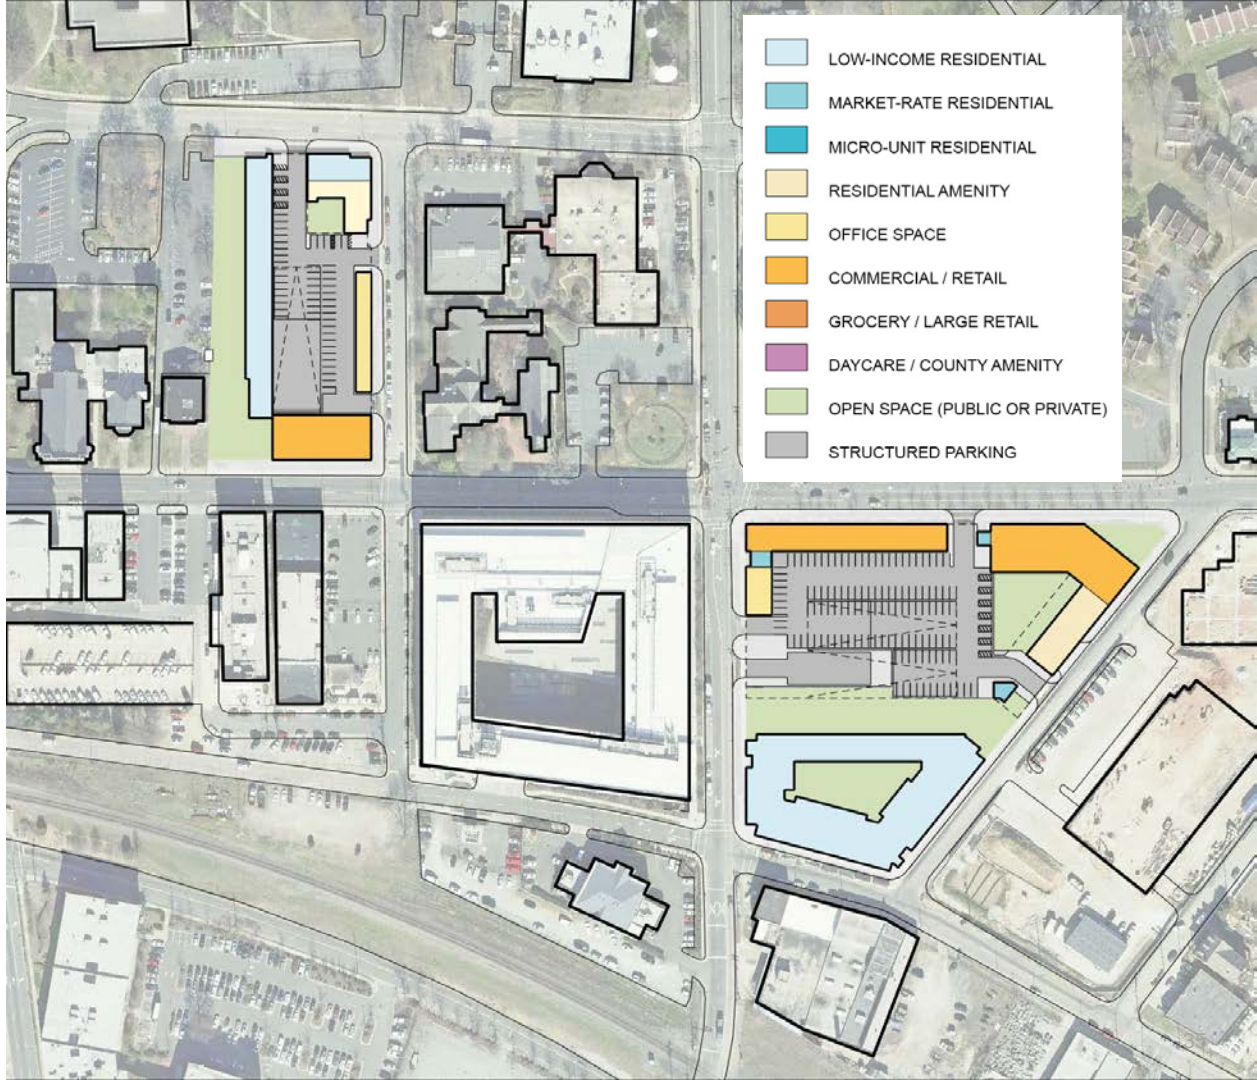 LOW-INCOME RESIDENTIAL
MARKET-RATE RESIDENTIAL
MICRO-UNIT RESIDENTIAL
RESIDENTIAL AMENITY
OFFICE SPACE
COMMERCIAL / RETAIL
GROCERY / LARGE RETAIL
DAYCARE / COUNTY AMENITY
OPEN SPACE (PUBLIC OR PRIVATE)
STRUCTURED PARKING